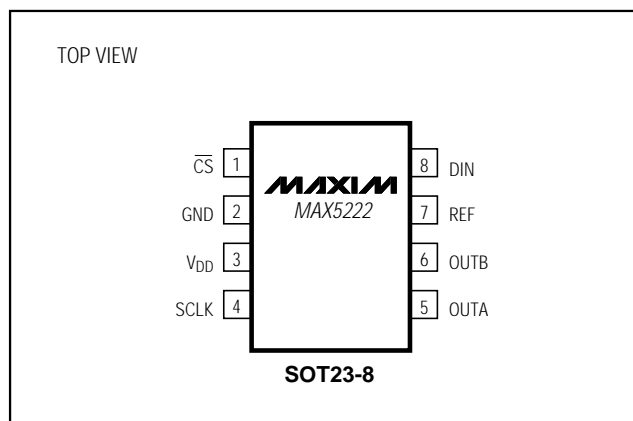 TOP VIEW
C̅S̅ 1
GND 2
VDD 3
SCLK 4
MAXIM
MAX5222
8 DIN
7 REF
6 OUTB
5 OUTA
SOT23-8